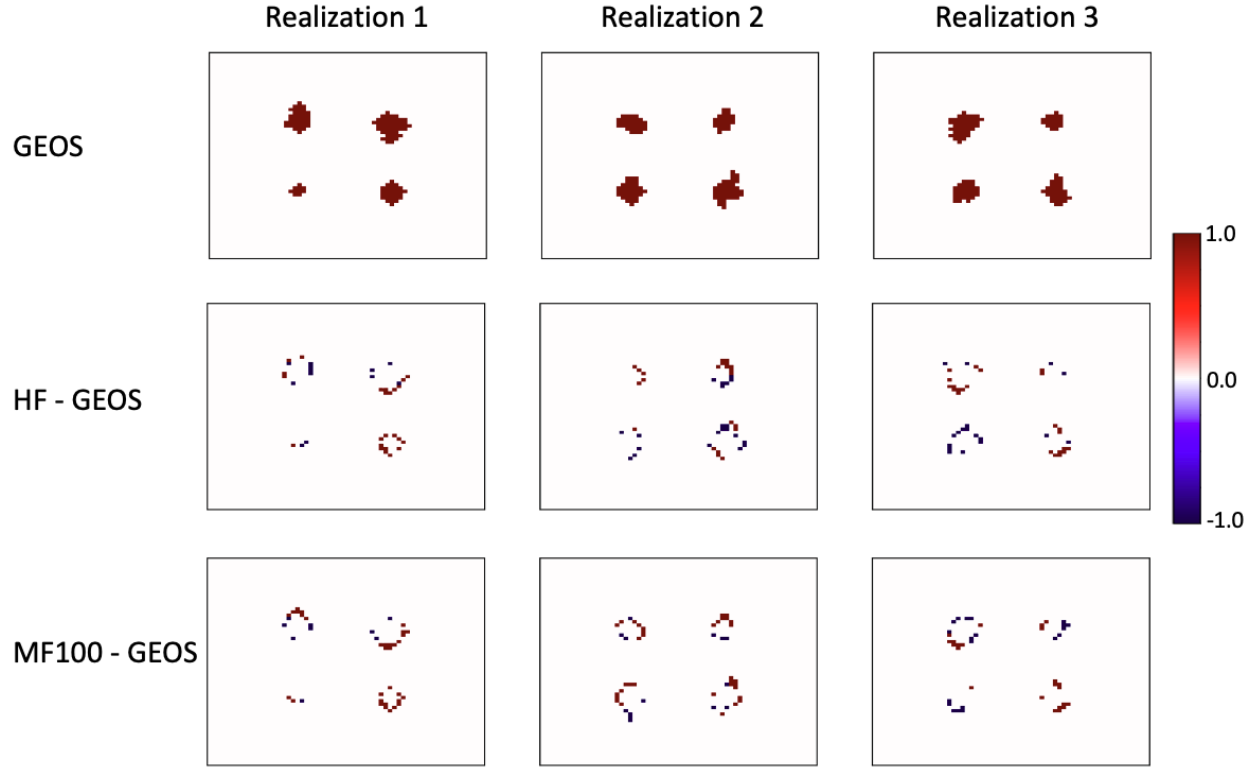 Realization 1
Realization 2
Realization 3
GEOS
1.0
HF - GEOS
0.0
-1.0
MF100 - GEOS